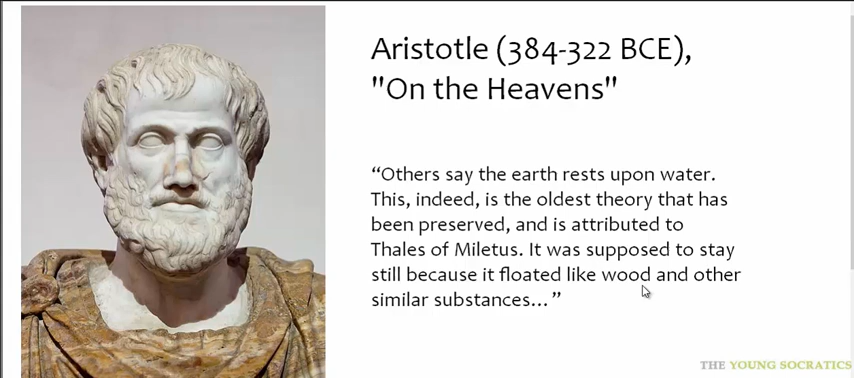 Aristotle (384-322 BCE),
"On the Heavens"
“Others say the earth rests upon water.
This, indeed, is the oldest theory that has
been preserved, and is attributed to
Thales of Miletus. It was supposed to stay
still because it floated like wood and other
similar substances…”
THE YOUNG SOCRATICS